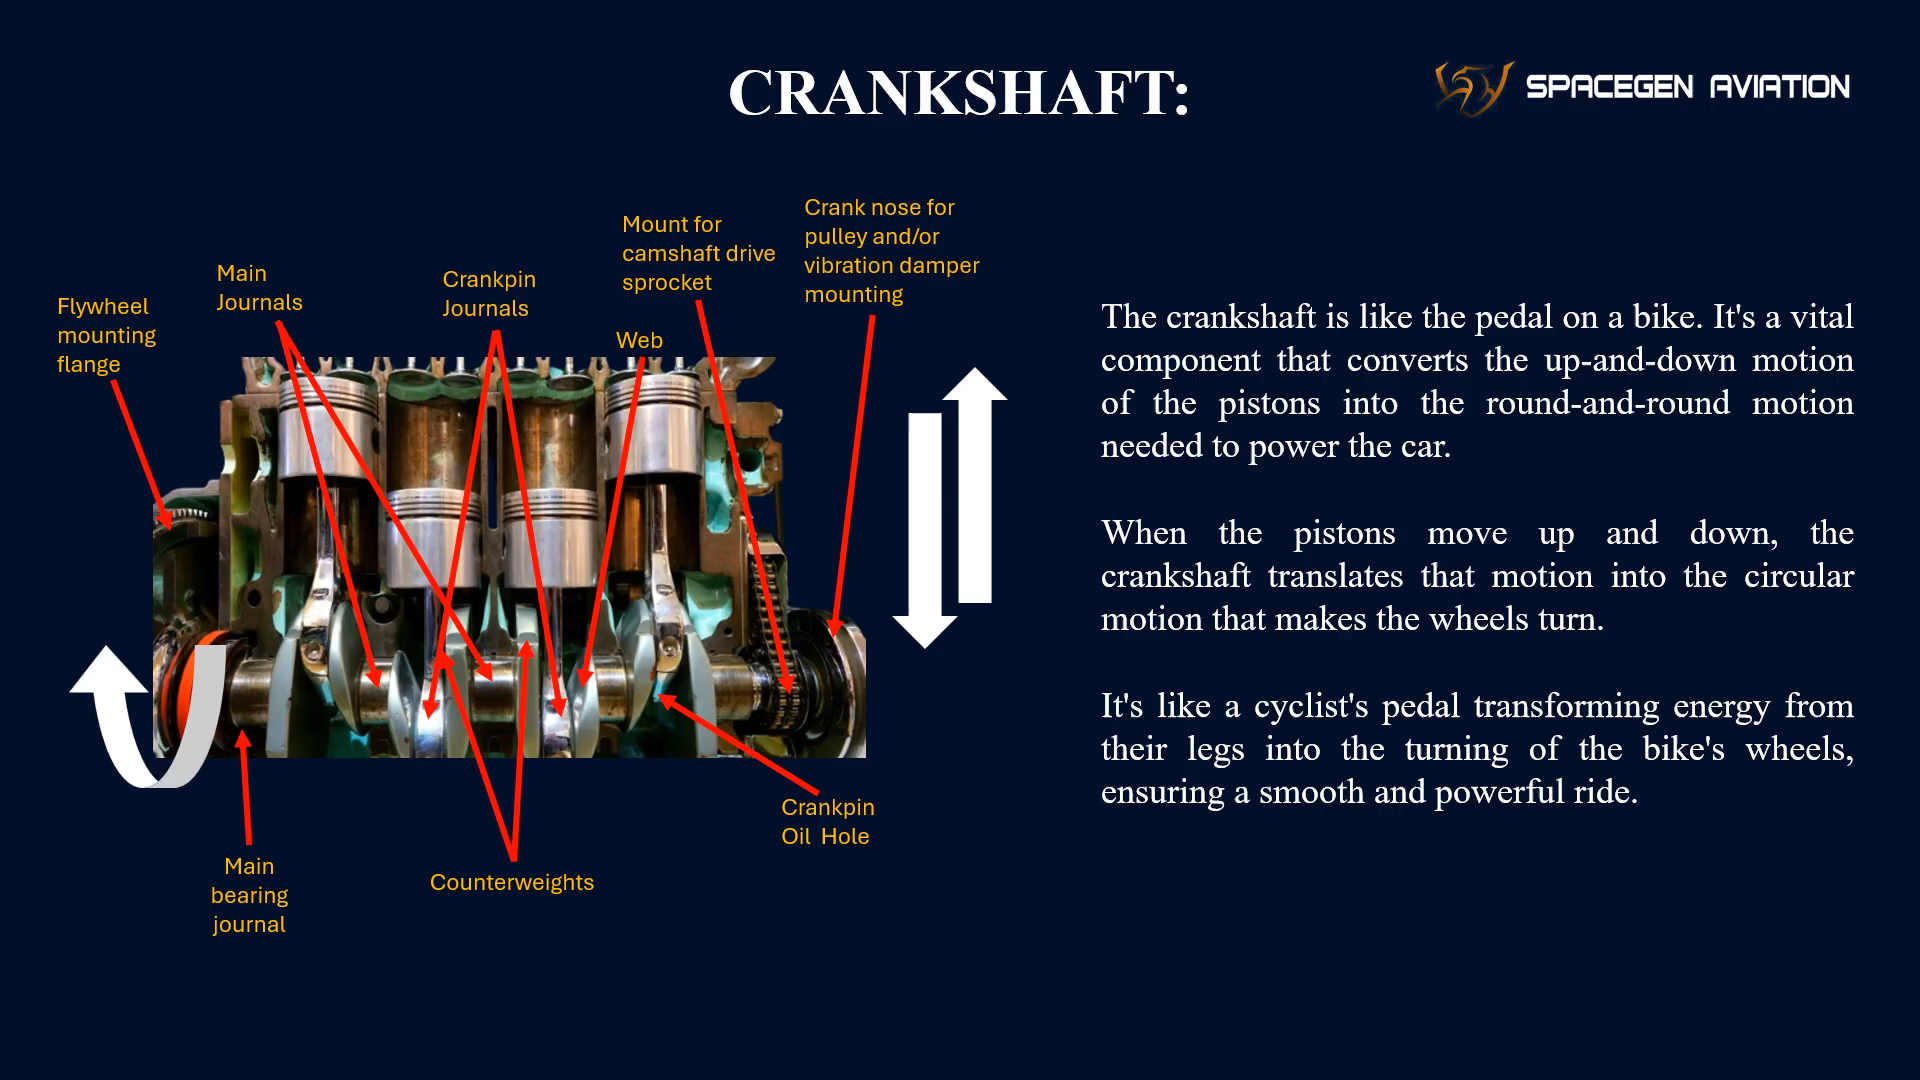 CRANKSHAFT:
SPACEGEN AVIATION
Flywheel
mounting
flange
Main
Journals
Crankpin
Journals
Mount for
camshaft drive
sprocket
Web
Crank nose for
pulley and/or
vibration damper
mounting
Main
bearing
journal
Counterweights
Crankpin
Oil  Hole
The crankshaft is like the pedal on a bike. It's a vital
component that converts the up-and-down motion
of the pistons into the round-and-round motion
needed to power the car.
When the pistons move up and down, the
crankshaft translates that motion into the circular
motion that makes the wheels turn.
It's like a cyclist's pedal transforming energy from
their legs into the turning of the bike's wheels,
ensuring a smooth and powerful ride.